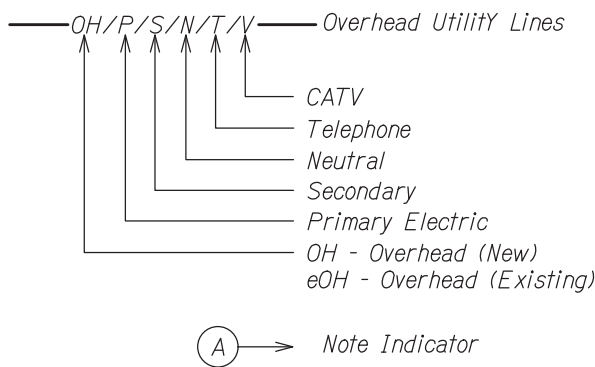 OH/P/S/N/T/V Overhead UtilitY Lines
CATV
Telephone
Neutral
Secondary
Primary Electric
OH - Overhead (New)
eOH - Overhead (Existing)
A Note Indicator